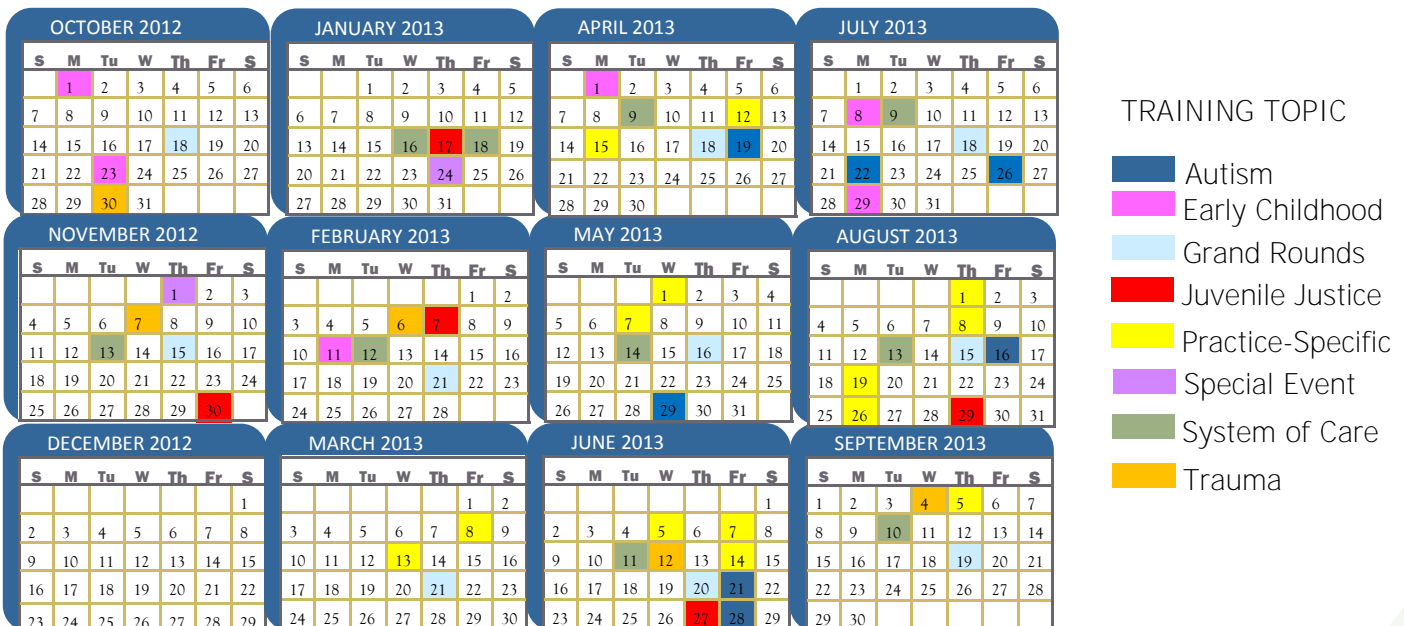 OCTOBER 2012 JANUARY 2013 APRIL 2013 JULY 2013
S M Tu W Th Fr S S M Tu W Th Fr S S M Tu W Th Fr S S M Tu W Th Fr S
1 2 3 4 5 6 1 2 3 4 5 1 2 3 4 5 6 1 2 3 4 5 6
7 8 9 10 11 12 13 6 7 8 9 10 11 12 7 8 9 10 11 12 13 7 8 9 10 11 12 13
14 15 16 17 18 19 20 13 14 15 16 17 18 19 14 15 16 17 18 19 20 14 15 16 17 18 19 20
21 22 23 24 25 26 27 20 21 22 23 24 25 26 21 22 23 24 25 26 27 21 22 23 24 25 26 27
28 29 30 31 27 28 29 30 31 28 29 30 28 29 30 31
NOVEMBER 2012 FEBRUARY 2013 MAY 2013 AUGUST 2013
S M Tu W Th Fr S S M Tu W Th Fr S S M Tu W Th Fr S S M Tu W Th Fr S
1 2 3 1 2 1 2 3 4 1 2 3
4 5 6 7 8 9 10 3 4 5 6 7 8 9 5 6 7 8 9 10 11 4 5 6 7 8 9 10
11 12 13 14 15 16 17 10 11 12 13 14 15 16 12 13 14 15 16 17 18 11 12 13 14 15 16 17
18 19 20 21 22 23 24 17 18 19 20 21 22 23 19 20 21 22 23 24 25 18 19 20 21 22 23 24
25 26 27 28 29 30 24 25 26 27 28 26 27 28 29 30 31 25 26 27 28 29 30 31
DECEMBER 2012 MARCH 2013 JUNE 2013 SEPTEMBER 2013
S M Tu W Th Fr S S M Tu W Th Fr S S M Tu W Th Fr S S M Tu W Th Fr S
1 1 2 1 1 2 3 4 5 6 7
2 3 4 5 6 7 8 3 4 5 6 7 8 9 2 3 4 5 6 7 8 8 9 10 11 12 13 14
9 10 11 12 13 14 15 10 11 12 13 14 15 16 9 10 11 12 13 14 15 15 16 17 18 19 20 21
16 17 18 19 20 21 22 17 18 19 20 21 22 23 16 17 18 19 20 21 22 22 23 24 25 26 27 28
23 24 25 26 27 28 29 24 25 26 27 28 29 30 23 24 25 26 27 28 29 29 30
TRAINING TOPIC
Autism
Early Childhood
Grand Rounds
Juvenile Justice
Practice-Specific
Special Event
System of Care
Trauma